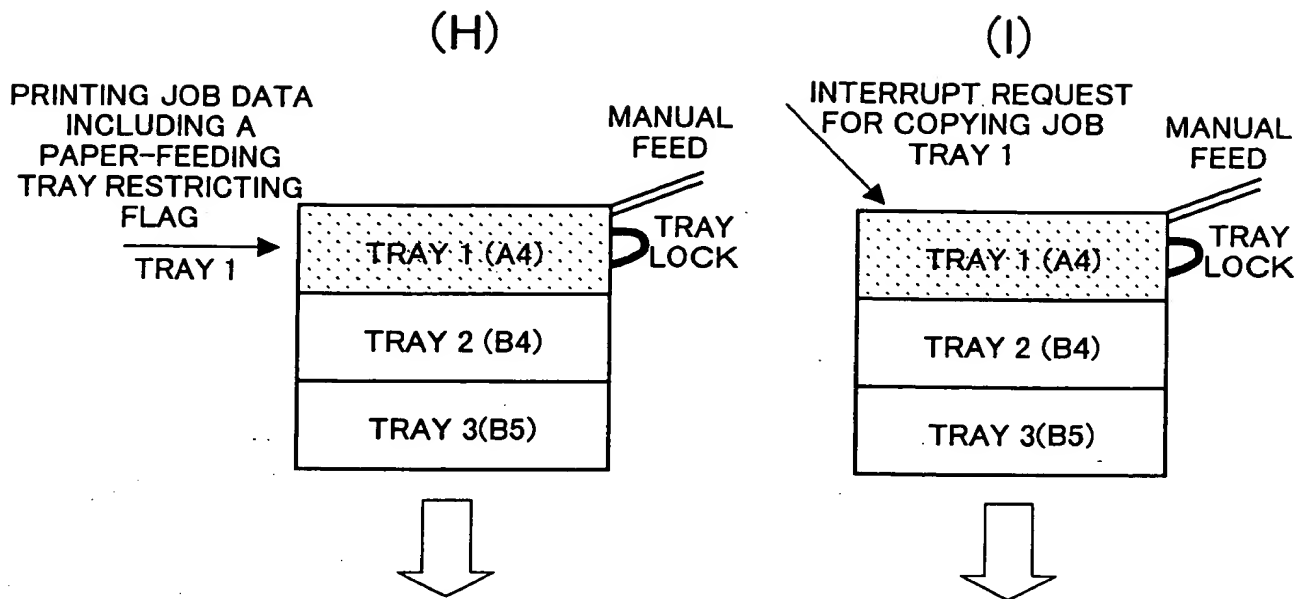 (H)
PRINTING JOB DATA
INCLUDING A
PAPER-FEEDING
TRAY RESTRICTING
FLAG
TRAY 1
MANUAL
FEED
TRAY
LOCK
TRAY 1 (A4)
TRAY 2 (B4)
TRAY 3(B5)
(I)
INTERRUPT REQUEST
FOR COPYING JOB
TRAY 1
MANUAL
FEED
TRAY
LOCK
TRAY 1 (A4)
TRAY 2 (B4)
TRAY 3(B5)